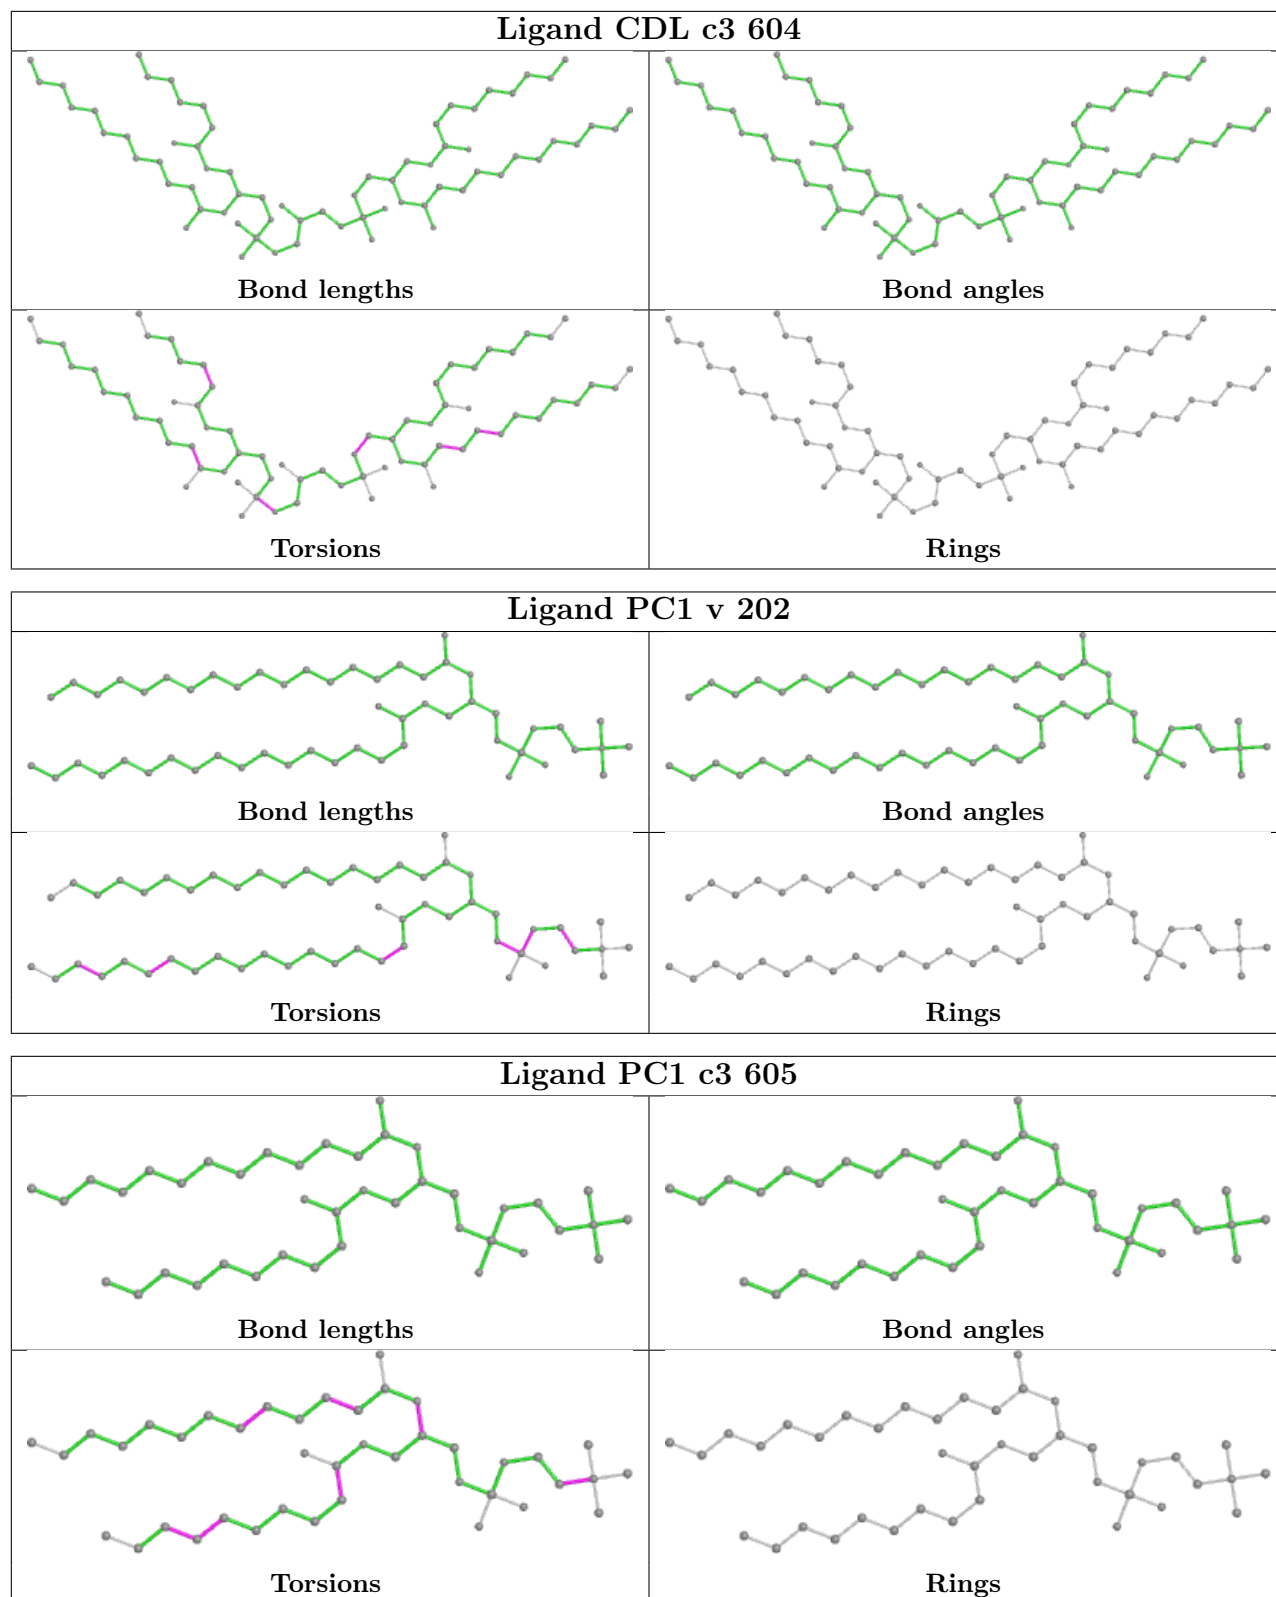 Ligand CDL c3 604
Bond lengths
Bond angles
Torsions
Rings
Ligand PC1 v 202
Bond lengths
Bond angles
Torsions
Rings
Ligand PC1 c3 605
Bond lengths
Bond angles
Torsions
Rings